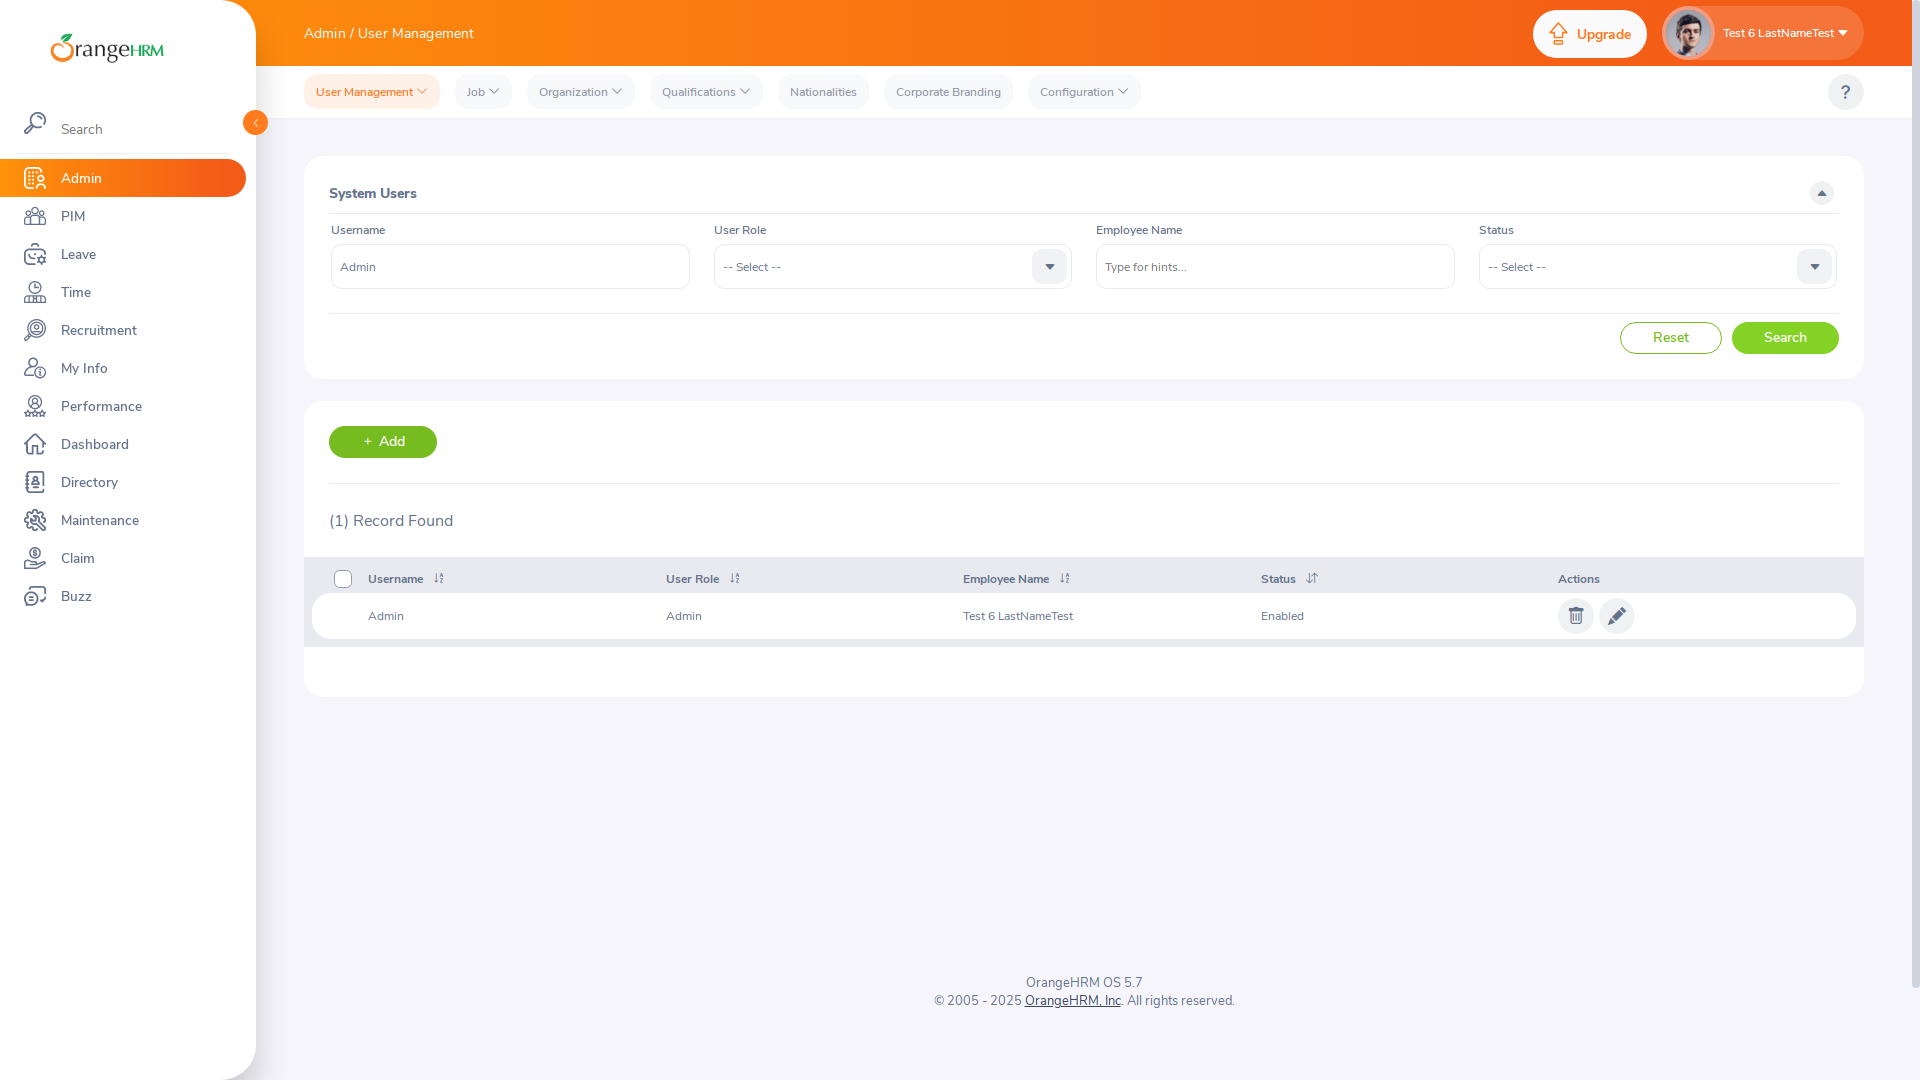 Admin / User Management
Upgrade
Test 6 LastNameTest
OrangeHRM
User Management
Job
Organization
Qualifications
Nationalities
Corporate Branding
Configuration
?
Search
Admin
PIM
Leave
Time
Recruitment
My Info
Performance
Dashboard
Directory
Maintenance
Claim
Buzz
System Users
Username
User Role
Employee Name
Status
Admin
-- Select --
Type for hints...
-- Select --
Reset
Search
+ Add
(1) Record Found
Username
User Role
Employee Name
Status
Actions
Admin
Admin
Test 6 LastNameTest
Enabled
OrangeHRM OS 5.7
© 2005 - 2025 OrangeHRM, Inc. All rights reserved.